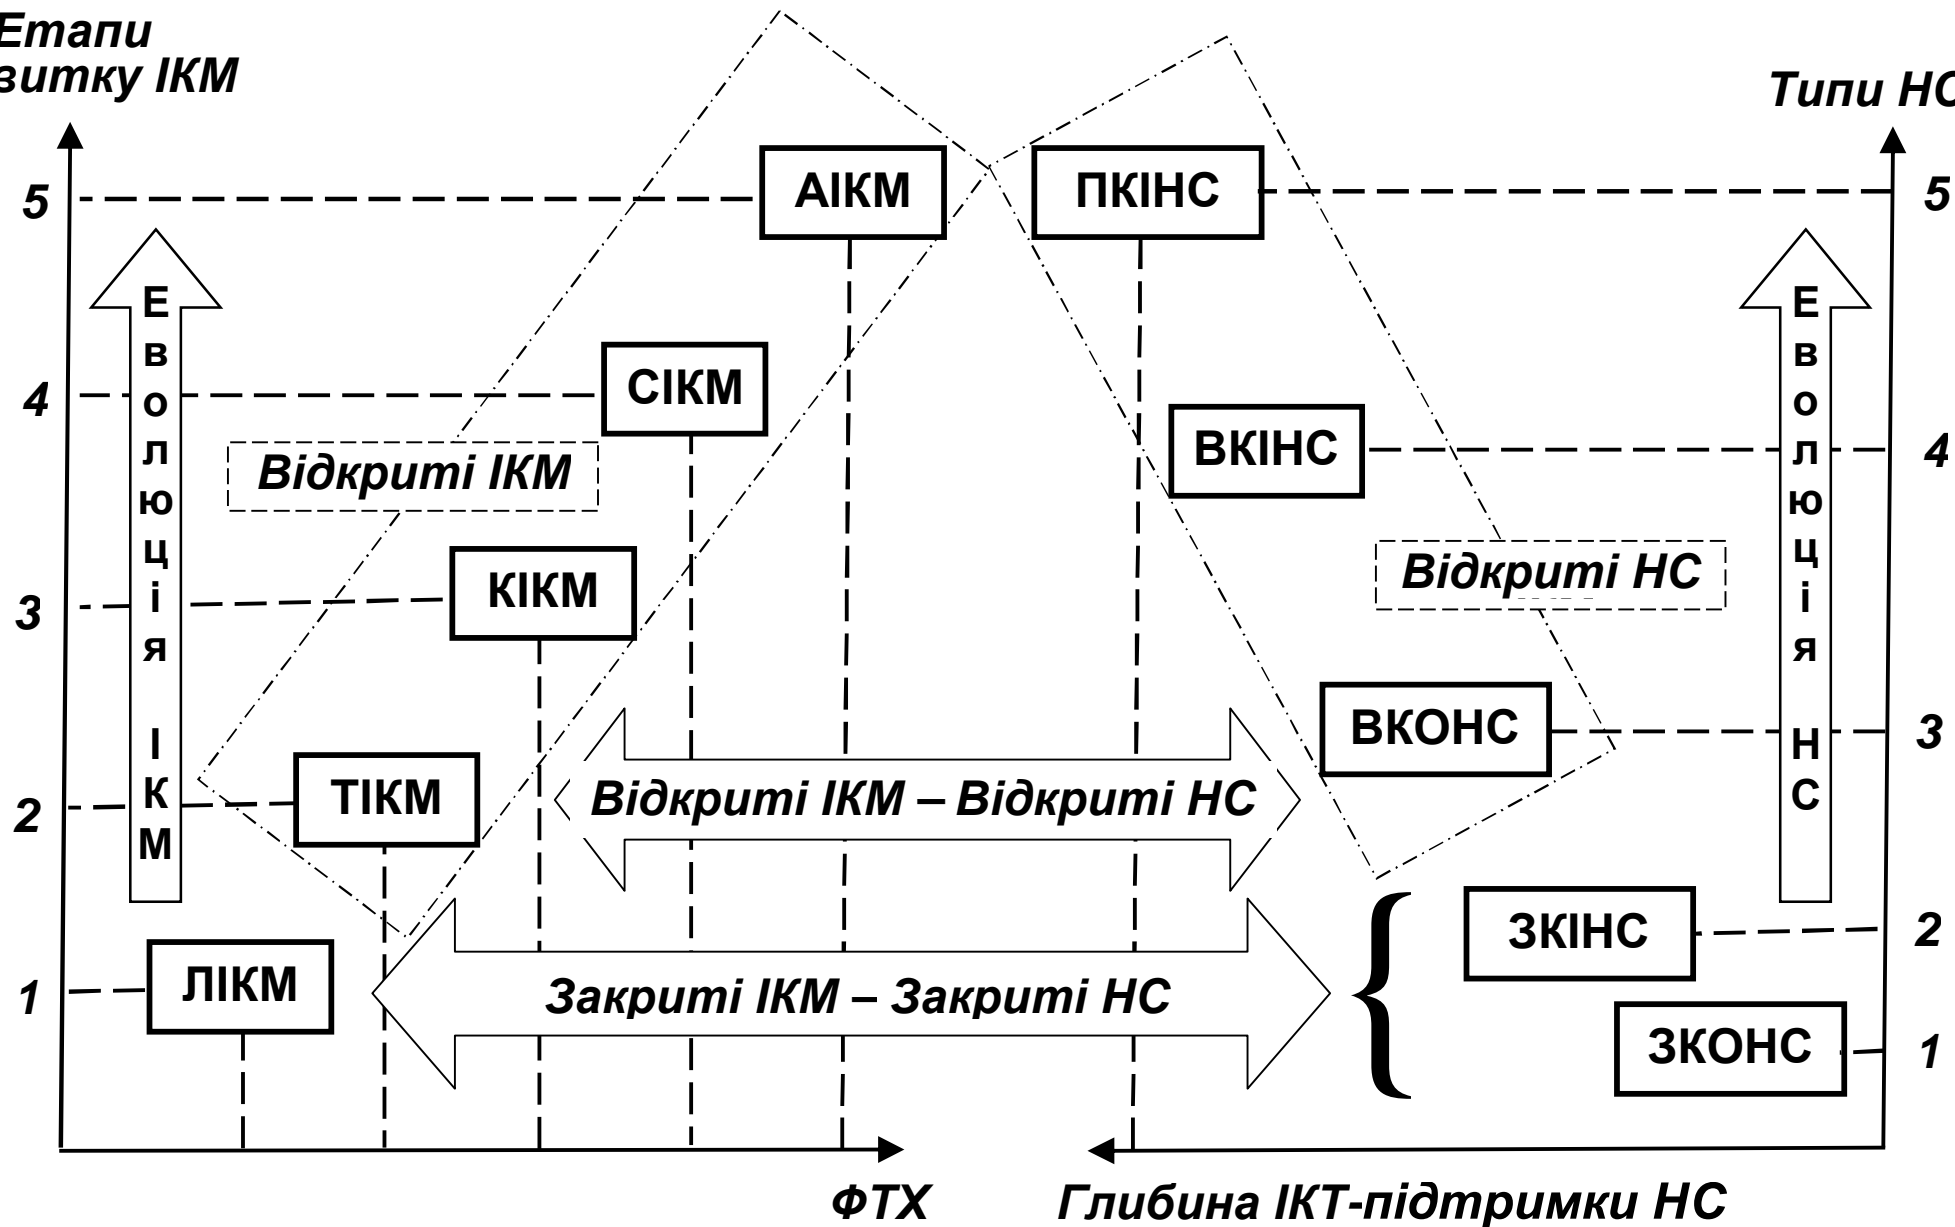 Етапи
витку ІКМ
Типи НС
АІКМ
ПКІНС
5
5
Еволюція ІКМ
Еволюція НС
СІКМ
4
ВКІНС
4
Відкриті ІКМ
Відкриті НС
КІКМ
3
ВКОНС
3
ТІКМ
2
Відкриті ІКМ – Відкриті НС
ЗКІНС
2
ЛІКМ
1
Закриті ІКМ – Закриті НС
ЗКОНС
1
ФТХ
Глибина ІКТ-підтримки НС